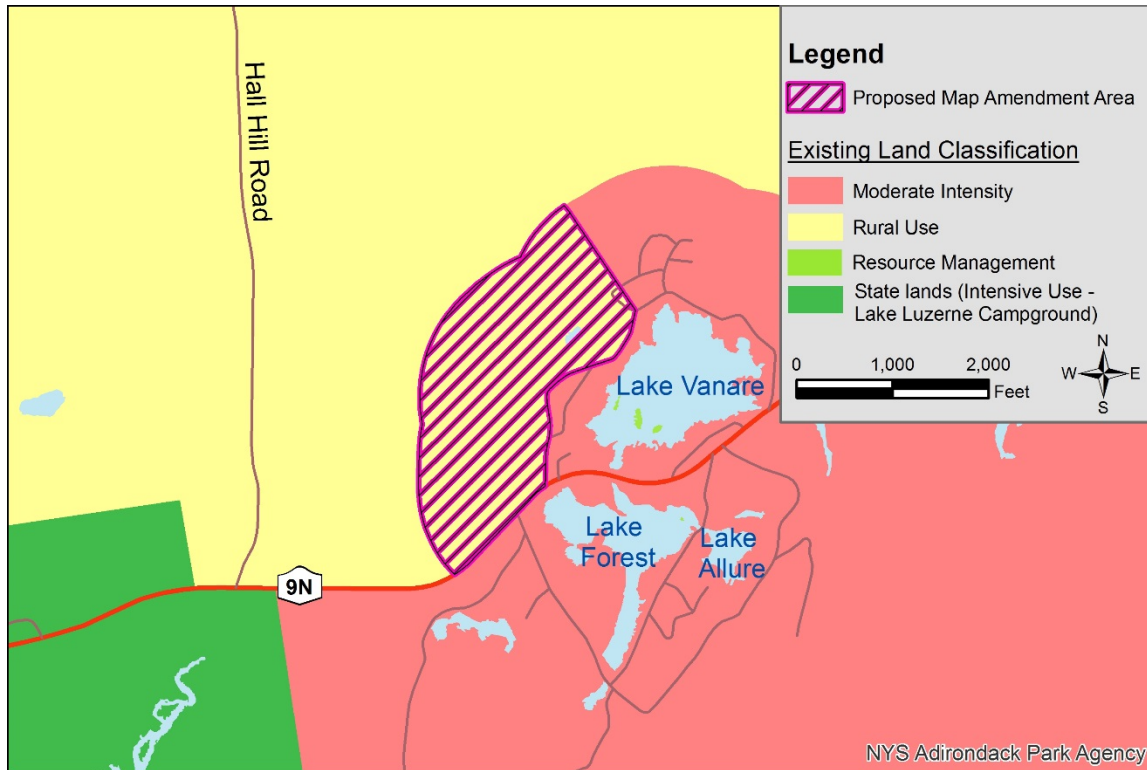 Hall Hill Road
Legend
Proposed Map Amendment Area
Existing Land Classification
Moderate Intensity
Rural Use
Resource Management
State lands (Intensive Use -
Lake Luzerne Campground)
0 1,000 2,000
Feet
N
W E
S
Lake Vanare
Lake
Forest
Lake
Allure
9N
NYS Adirondack Park Agency